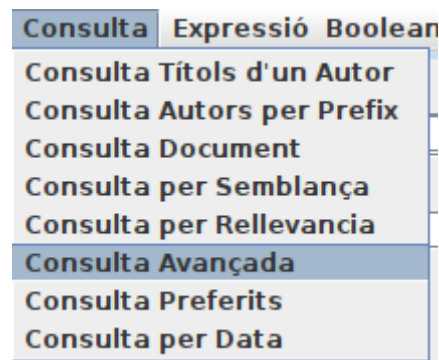 Consulta Expressió Boolean
Consulta Títols d'un Autor
Consulta Autors per Prefix
Consulta Document
Consulta per Semblança
Consulta per Rellevancia
Consulta Avançada
Consulta Preferits
Consulta per Data